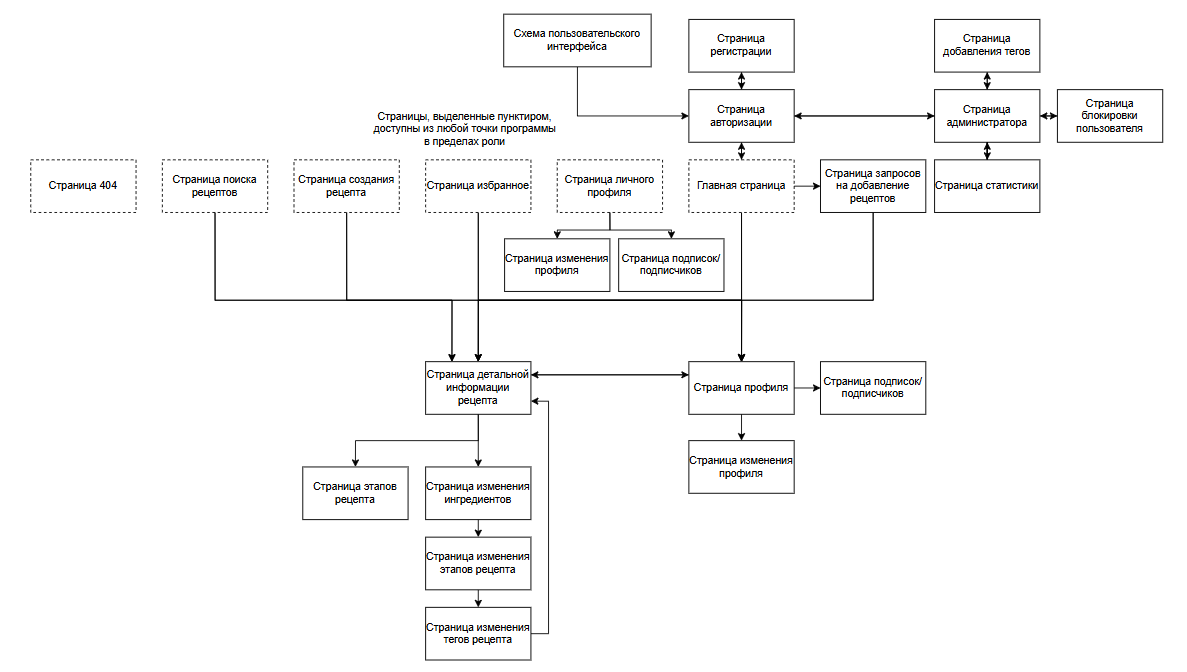 Схема пользовательского
интерфейса
Страница
регистрации
Страница
добавления тегов
Страница
авторизации
Страница
администратора
Страница
блокировки
пользователя
Страницы, выделенные пунктиром,
доступны из любой точки программы
в пределах роли
Страница 404
Страница поиска
рецептов
Страница создания
рецепта
Страница избранное
Страница личного
профиля
Главная страница
Страница запросов
на добавление
рецептов
Страница статистики
Страница изменения
профиля
Страница подписок/
подписчиков
Страница детальной
информации
рецепта
Страница профиля
Страница подписок/
подписчиков
Страница изменения
профиля
Страница этапов
рецепта
Страница изменения
ингредиентов
Страница изменения
этапов рецепта
Страница изменения
тегов рецепта